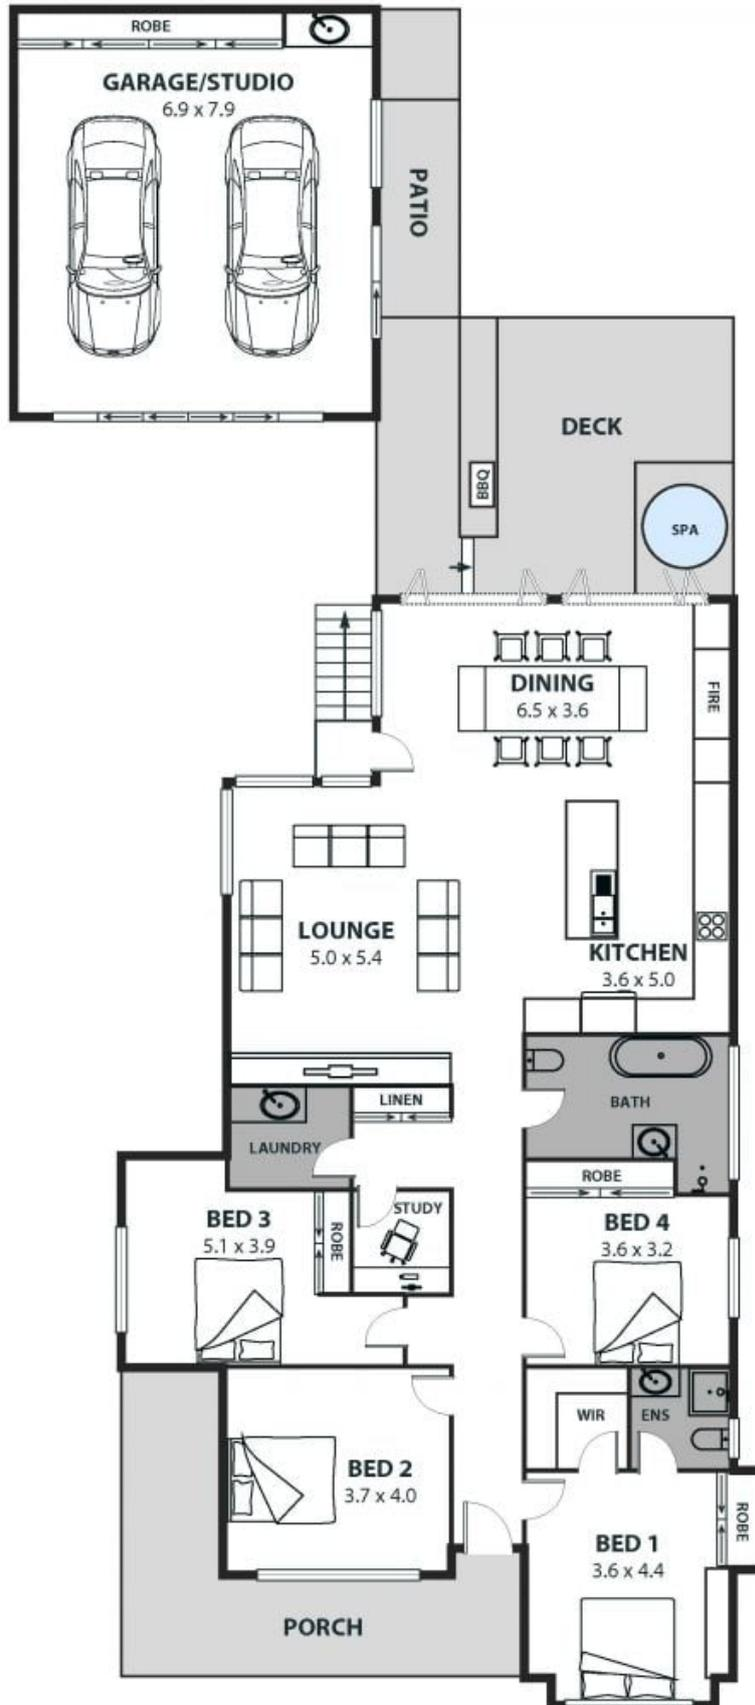 ROBE
GARAGE/STUDIO
6.9 x 7.9
PATIO
DECK
BBQ
SPA
DINING
6.5 x 3.6
FIRE
LOUNGE
5.0 x 5.4
KITCHEN
3.6 x 5.0
LINEN
BATH
LAUNDRY
ROBE
STUDY
BED 3
5.1 x 3.9
ROBE
BED 4
3.6 x 3.2
WIR
ENS
BED 2
3.7 x 4.0
ROBE
BED 1
3.6 x 4.4
PORCH